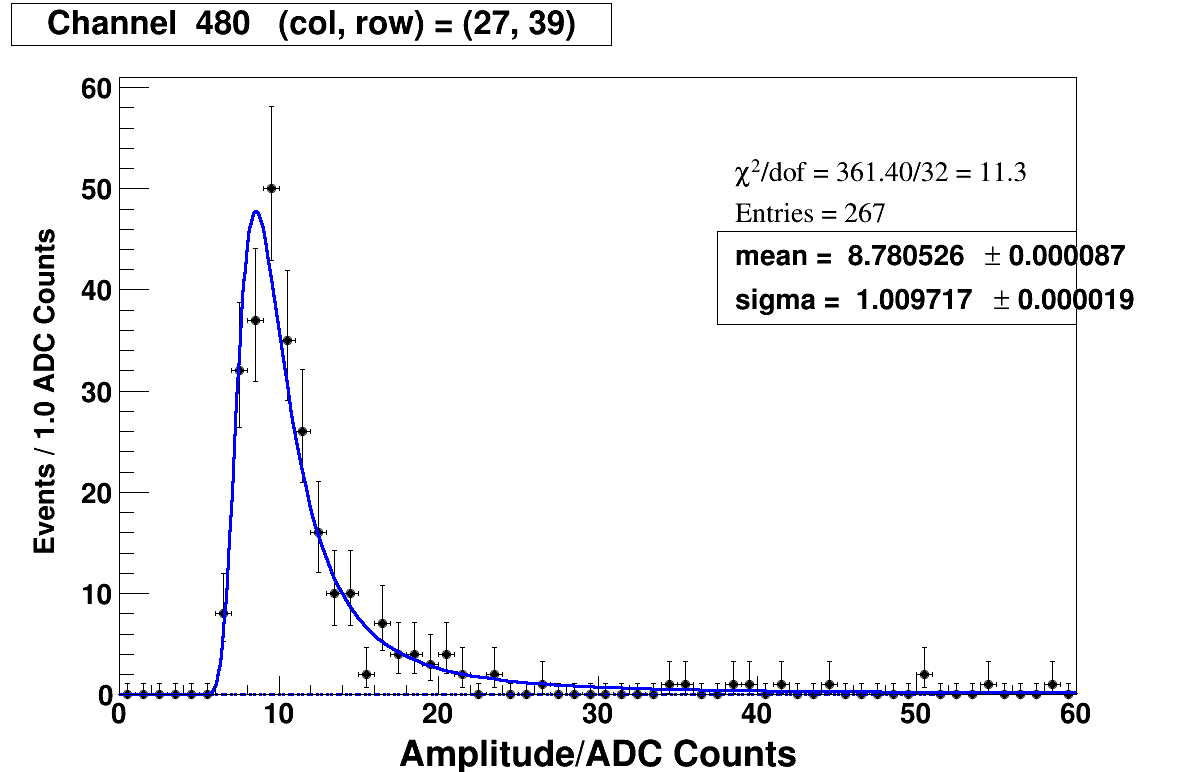 Channel 480 (col, row) = (27, 39)
60
50
40
30
20
10
0
Events / 1.0 ADC Counts
χ²/dof = 361.40/32 = 11.3
Entries = 267
mean = 8.780526 ± 0.000087
sigma = 1.009717 ± 0.000019
0 10 20 30 40 50 60
Amplitude/ADC Counts